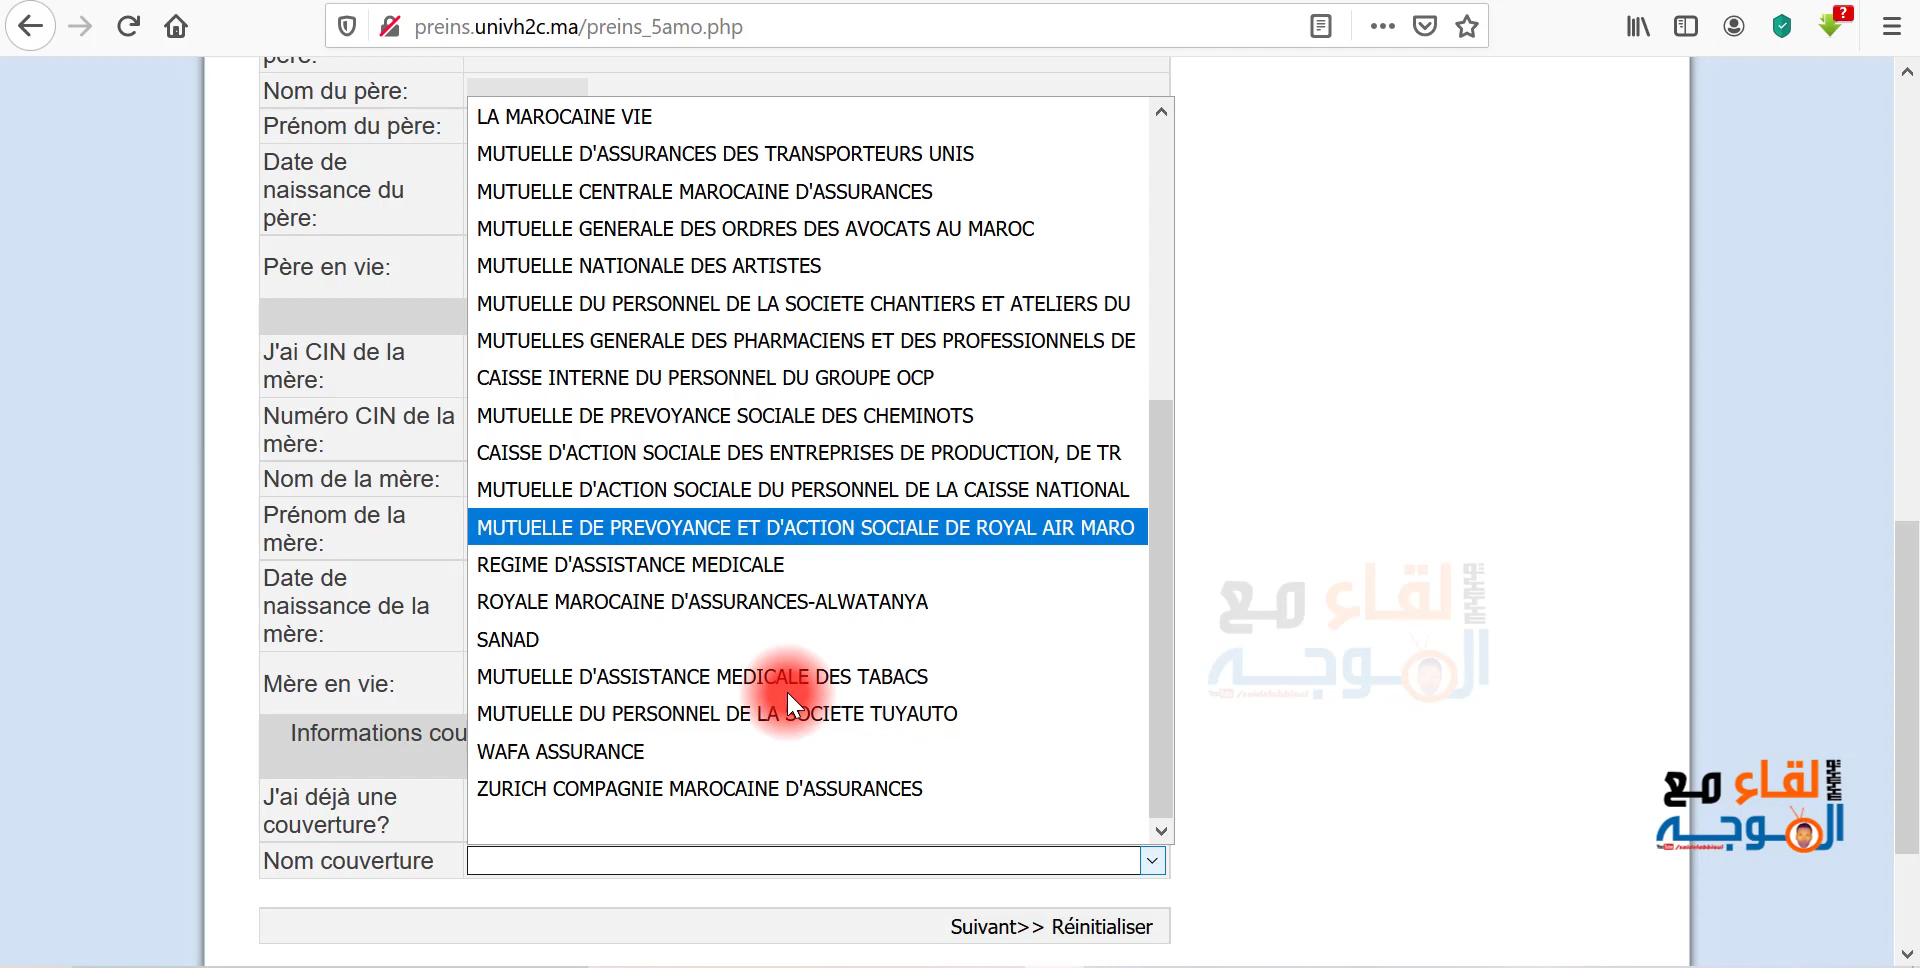 preins.univh2c.ma/preins_5amo.php
?
père:
Nom du père:
Prénom du père:
Date de
naissance du
père:
Père en vie:
J'ai CIN de la
mère:
Numéro CIN de la
mère:
Nom de la mère:
Prénom de la
mère:
Date de
naissance de la
mère:
Mère en vie:
Informations cou
J'ai déjà une
couverture?
Nom couverture
LA MAROCAINE VIE
MUTUELLE D'ASSURANCES DES TRANSPORTEURS UNIS
MUTUELLE CENTRALE MAROCAINE D'ASSURANCES
MUTUELLE GENERALE DES ORDRES DES AVOCATS AU MAROC
MUTUELLE NATIONALE DES ARTISTES
MUTUELLE DU PERSONNEL DE LA SOCIETE CHANTIERS ET ATELIERS DU
MUTUELLES GENERALE DES PHARMACIENS ET DES PROFESSIONNELS DE
CAISSE INTERNE DU PERSONNEL DU GROUPE OCP
MUTUELLE DE PREVOYANCE SOCIALE DES CHEMINOTS
CAISSE D'ACTION SOCIALE DES ENTREPRISES DE PRODUCTION, DE TR
MUTUELLE D'ACTION SOCIALE DU PERSONNEL DE LA CAISSE NATIONAL
MUTUELLE DE PREVOYANCE ET D'ACTION SOCIALE DE ROYAL AIR MARO
REGIME D'ASSISTANCE MEDICALE
ROYALE MAROCAINE D'ASSURANCES-ALWATANYA
SANAD
MUTUELLE D'ASSISTANCE MEDICALE DES TABACS
MUTUELLE DU PERSONNEL DE LA SOCIETE TUYAUTO
WAFA ASSURANCE
ZURICH COMPAGNIE MAROCAINE D'ASSURANCES
Suivant>> Réinitialiser
لقاء مع
الموجه
لقاء مع
الموجه